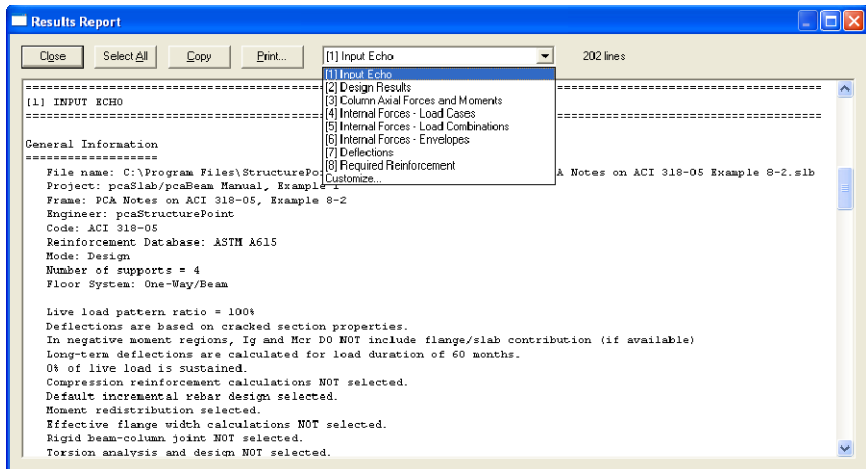 Results Report
Close Select All Copy Print... [1] Input Echo 202 lines
[1] Input Echo
[2] Design Results
[3] Column Axial Forces and Moments
[4] Internal Forces - Load Cases
[5] Internal Forces - Load Combinations
[6] Internal Forces - Envelopes
[7] Deflections
[8] Required Reinforcement
Customize...
[1] INPUT ECHO
General Information
===================
File name: C:\Program Files\StructurePo A Notes on ACI 318-05 Example 8-2.slb
Project: pcaSlab/pcaBeam Manual, Example 1
Frame: PCA Notes on ACI 318-05, Example 8-2
Engineer: pcaStructurePoint
Code: ACI 318-05
Reinforcement Database: ASTM A615
Mode: Design
Number of supports = 4
Floor System: One-Way/Beam
Live load pattern ratio = 100%
Deflections are based on cracked section properties.
In negative moment regions, Ig and Mcr DO NOT include flange/slab contribution (if available)
Long-term deflections are calculated for load duration of 60 months.
0% of live load is sustained.
Compression reinforcement calculations NOT selected.
Default incremental rebar design selected.
Moment redistribution selected.
Effective flange width calculations NOT selected.
Rigid beam-column joint NOT selected.
Torsion analysis and design NOT selected.